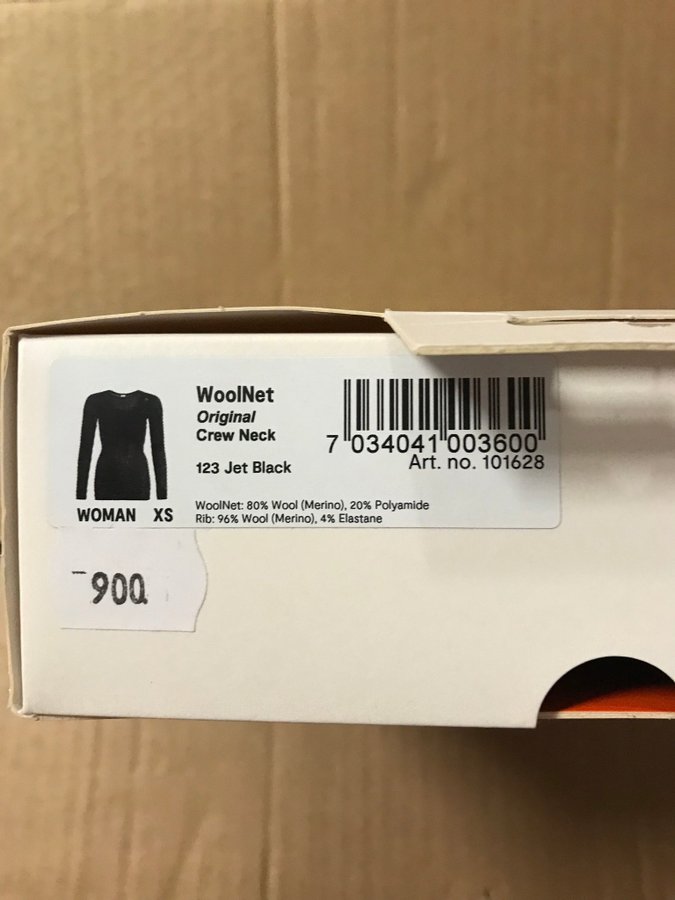 WoolNet
Original
Crew Neck
123 Jet Black
7 034041 003600
Art. no. 101628
WOMAN XS
WoolNet: 80% Wool (Merino), 20% Polyamide
Rib: 96% Wool (Merino), 4% Elastane
900